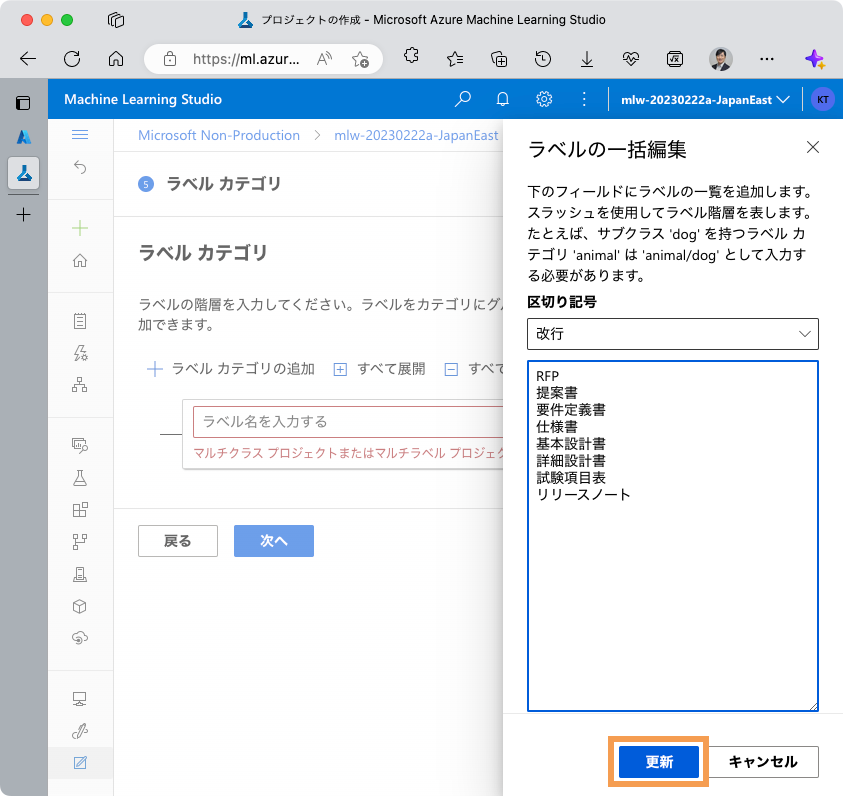 プロジェクトの作成 - Microsoft Azure Machine Learning Studio
https://ml.azur...
Machine Learning Studio
mlw-20230222a-JapanEast
KT
Microsoft Non-Production > mlw-20230222a-JapanEast
5 ラベル カテゴリ
ラベル カテゴリ
ラベルの階層を入力してください。ラベルをカテゴリにグ
加できます。
ラベル カテゴリの追加 すべて展開 すべて
ラベル名を入力する
マルチクラス プロジェクトまたはマルチラベル プロジェク
戻る 次へ
ラベルの一括編集
下のフィールドにラベルの一覧を追加します。
スラッシュを使用してラベル階層を表します。
たとえば、サブクラス 'dog' を持つラベル カ
テゴリ 'animal' は 'animal/dog' として入力す
る必要があります。
区切り記号
改行
RFP
提案書
要件定義書
仕様書
基本設計書
詳細設計書
試験項目表
リリースノート
更新 キャンセル